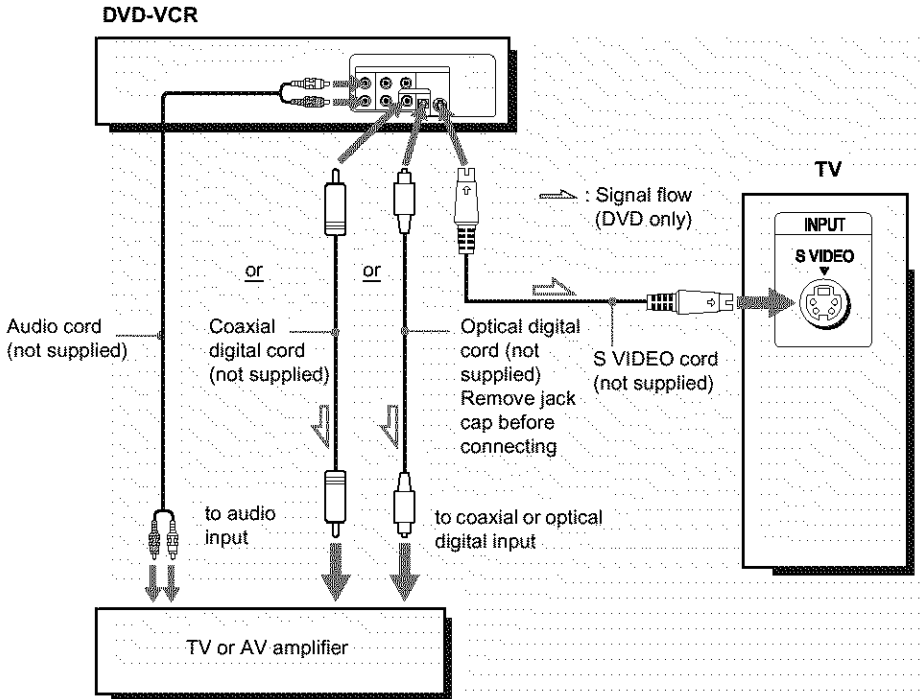 DVD-VCR
TV
: Signal flow
(DVD only)
INPUT
S VIDEO
or
or
Audio cord
(not supplied)
Coaxial
digital cord
(not supplied)
Optical digital
cord (not
supplied)
Remove jack
cap before
connecting
S VIDEO cord
(not supplied)
to audio
input
to coaxial or optical
digital input
TV or AV amplifier